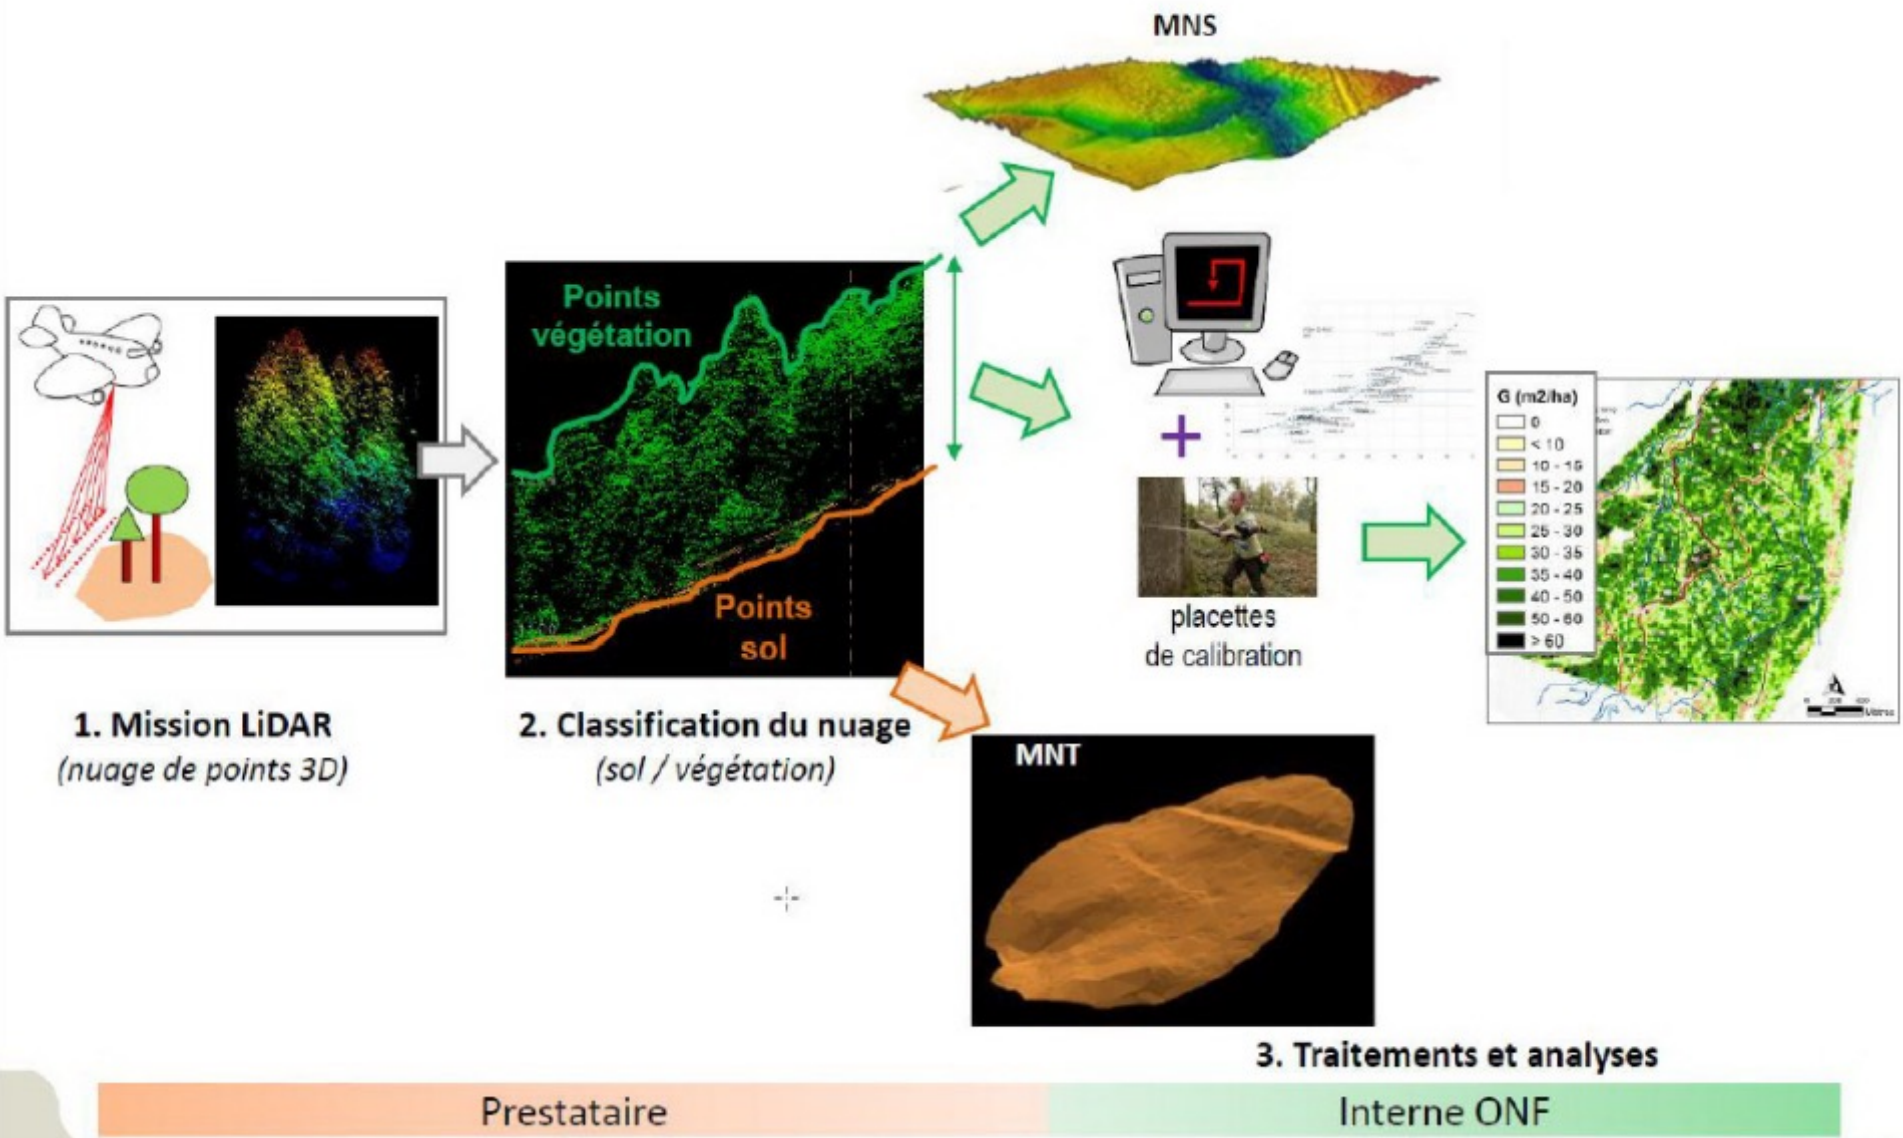 MNS
Points
végétation
Points
sol
placettes
de calibration
G (m2/ha)
0
< 10
10 - 15
15 - 20
20 - 25
25 - 30
30 - 35
35 - 40
40 - 50
50 - 60
> 60
Mètres
1. Mission LiDAR
(nuage de points 3D)
2. Classification du nuage
(sol / végétation)
MNT
3. Traitements et analyses
Prestataire
Interne ONF